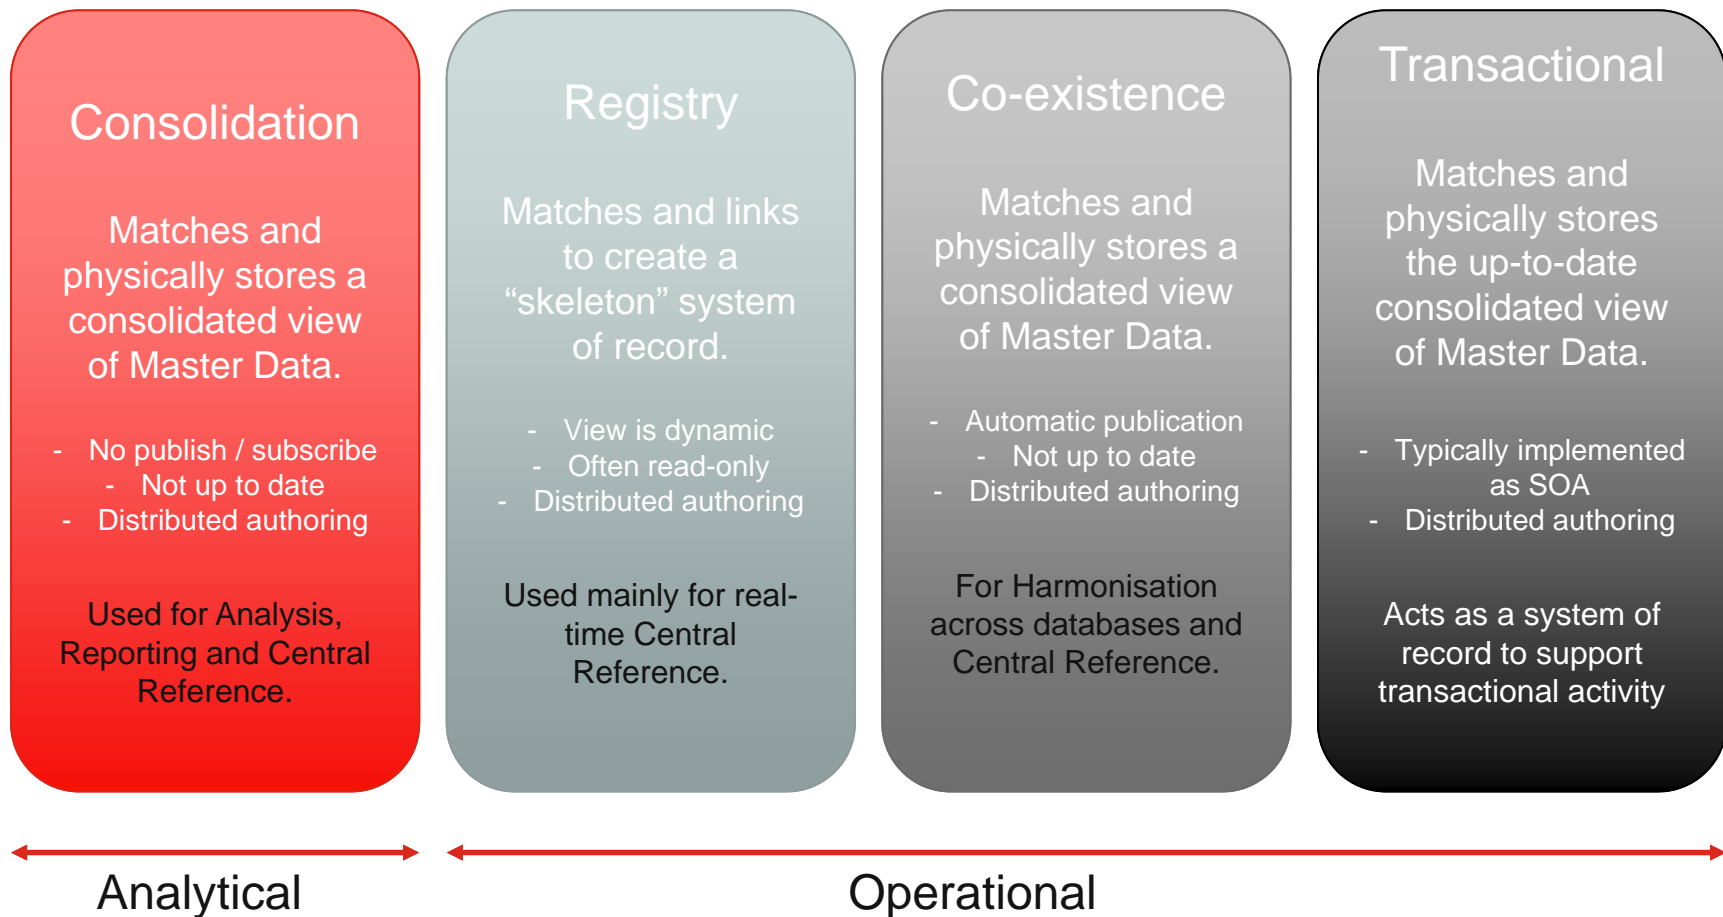 Consolidation
Matches and
physically stores a
consolidated view
of Master Data.
- No publish / subscribe
- Not up to date
- Distributed authoring
Used for Analysis,
Reporting and Central
Reference.
Registry
Matches and links
to create a
“skeleton” system
of record.
- View is dynamic
- Often read-only
- Distributed authoring
Used mainly for real-
time Central
Reference.
Co-existence
Matches and
physically stores a
consolidated view
of Master Data.
- Automatic publication
- Not up to date
- Distributed authoring
For Harmonisation
across databases and
Central Reference.
Transactional
Matches and
physically stores
the up-to-date
consolidated view
of Master Data.
- Typically implemented
as SOA
- Distributed authoring
Acts as a system of
record to support
transactional activity
Analytical
Operational